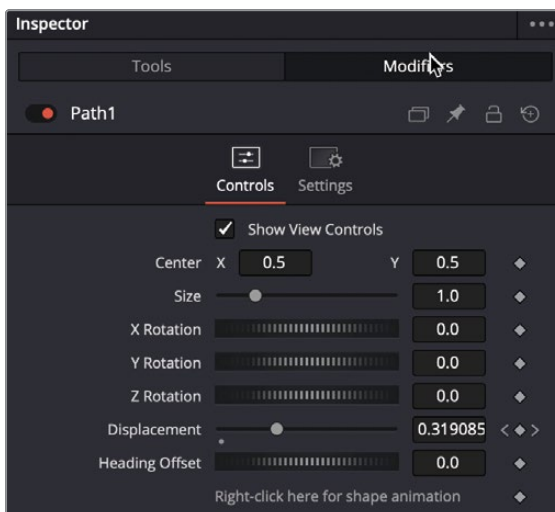 Inspector
Tools Modifiers
Path1
Controls Settings
Show View Controls
Center X 0.5 Y 0.5
Size 1.0
X Rotation 0.0
Y Rotation 0.0
Z Rotation 0.0
Displacement 0.319085
Heading Offset 0.0
Right-click here for shape animation